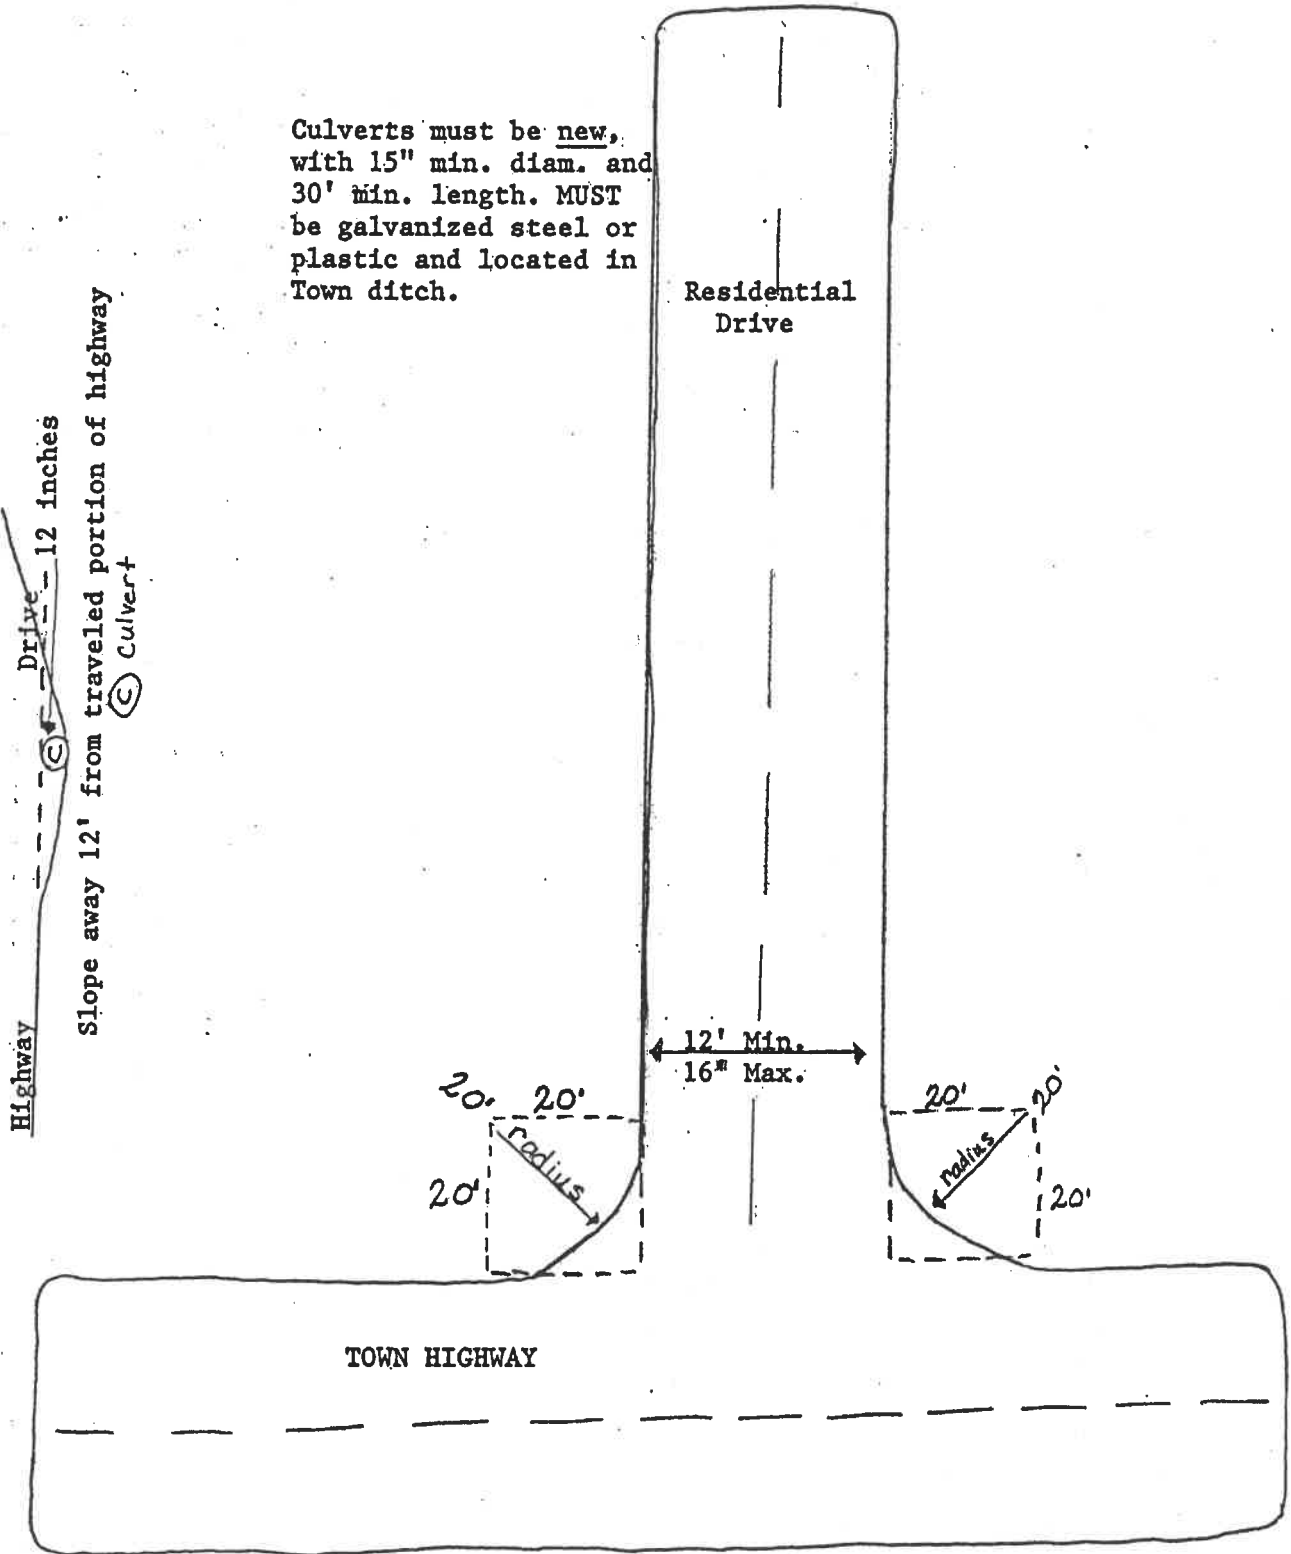 Culverts must be new,
with 15" min. diam. and
30' min. length. MUST
be galvanized steel or
plastic and located in
Town ditch.
Residential
Drive
Highway
Drive
12 inches
C
Slope away 12' from traveled portion of highway
C Culvert
12' Min.
16" Max.
20'
20'
radius
20'
20'
20'
radius
20'
TOWN HIGHWAY